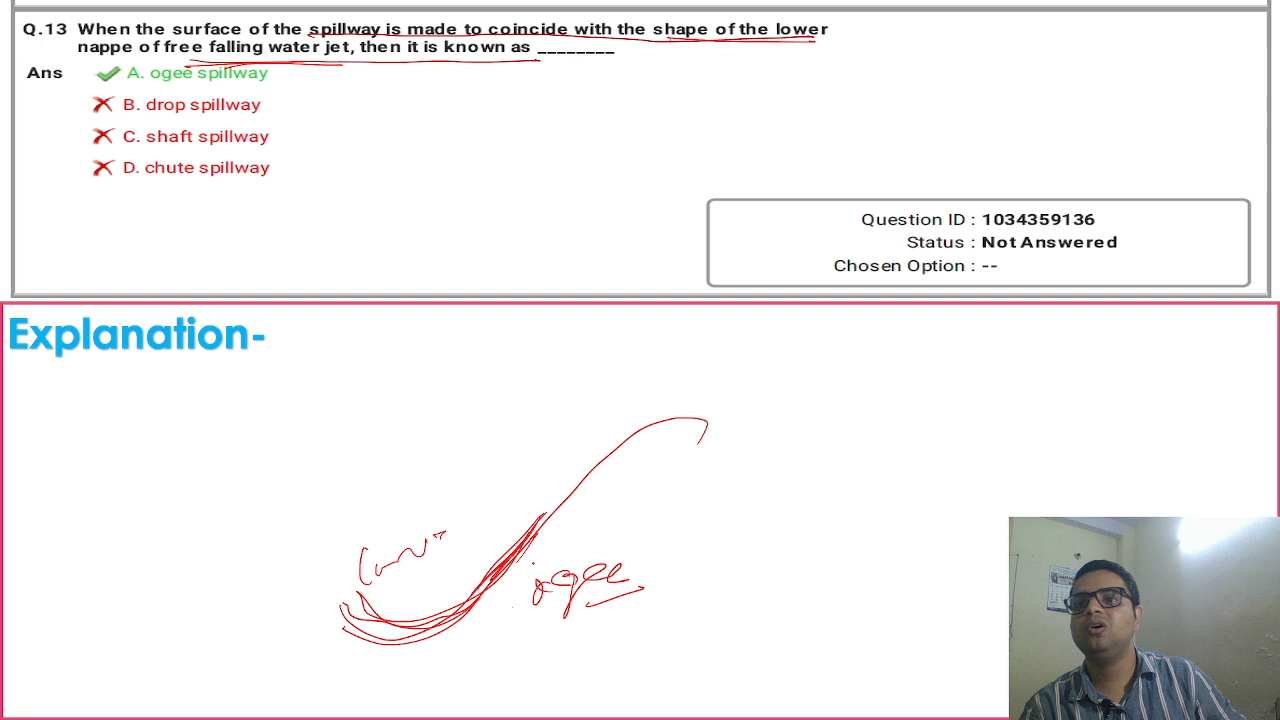 Q.13 When the surface of the spillway is made to coincide with the shape of the lower
nappe of free falling water jet, then it is known as ________
Ans A. ogee spillway
B. drop spillway
C. shaft spillway
D. chute spillway
Question ID : 1034359136
Status : Not Answered
Chosen Option : --
Explanation-
ogee